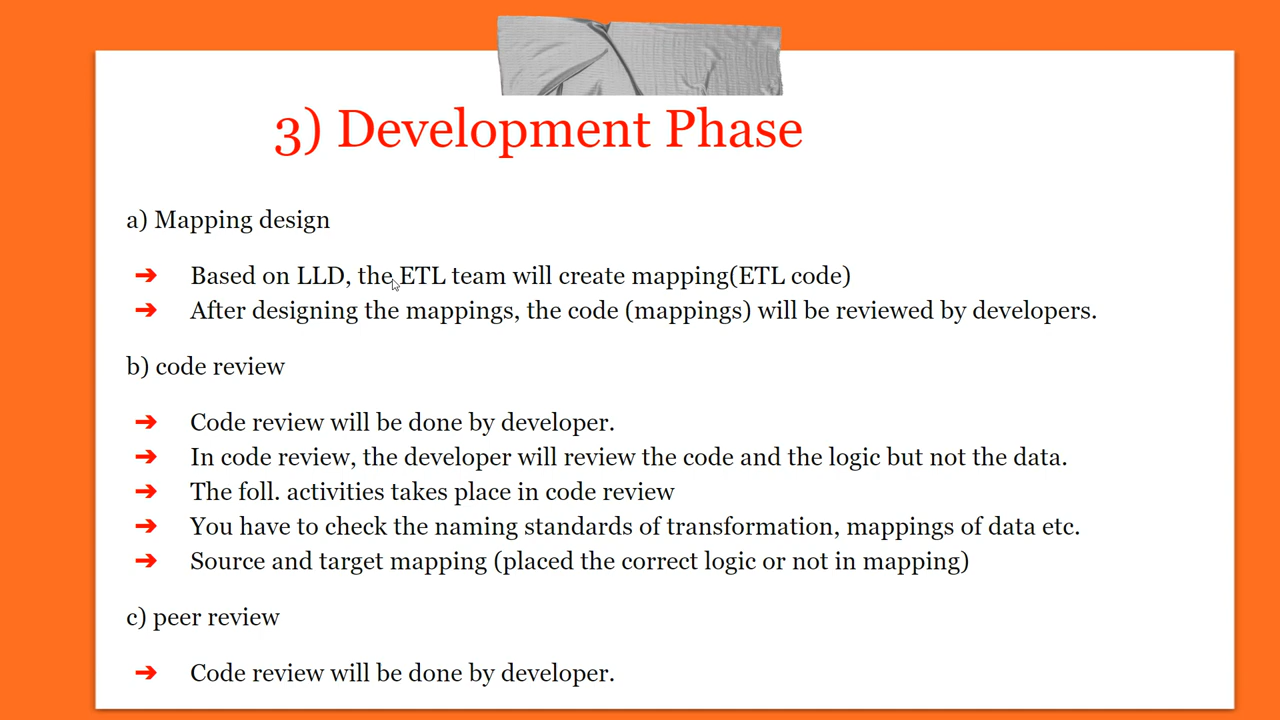 3) Development Phase
a) Mapping design
➔ Based on LLD, the ETL team will create mapping(ETL code)
➔ After designing the mappings, the code (mappings) will be reviewed by developers.
b) code review
➔ Code review will be done by developer.
➔ In code review, the developer will review the code and the logic but not the data.
➔ The foll. activities takes place in code review
➔ You have to check the naming standards of transformation, mappings of data etc.
➔ Source and target mapping (placed the correct logic or not in mapping)
c) peer review
➔ Code review will be done by developer.